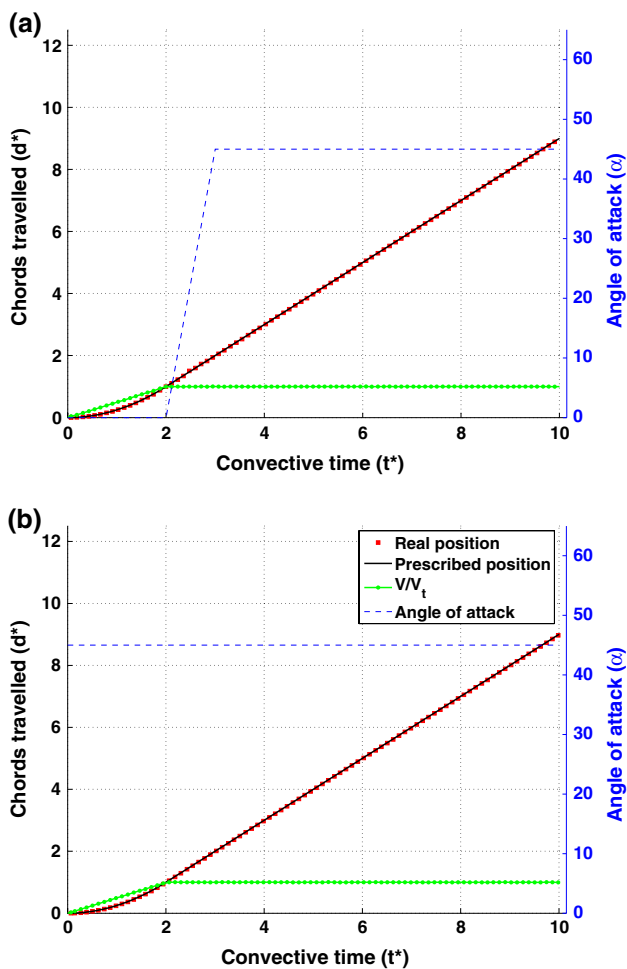 (a)
12
10
8
6
4
2
0
Chords travelled (d*)
60
50
40
30
20
10
0
Angle of attack (α)
0 2 4 6 8 10
Convective time (t*)
(b)
12
10
8
6
4
2
0
Chords travelled (d*)
Real position
Prescribed position
V/Vt
Angle of attack
60
50
40
30
20
10
0
Angle of attack (α)
0 2 4 6 8 10
Convective time (t*)